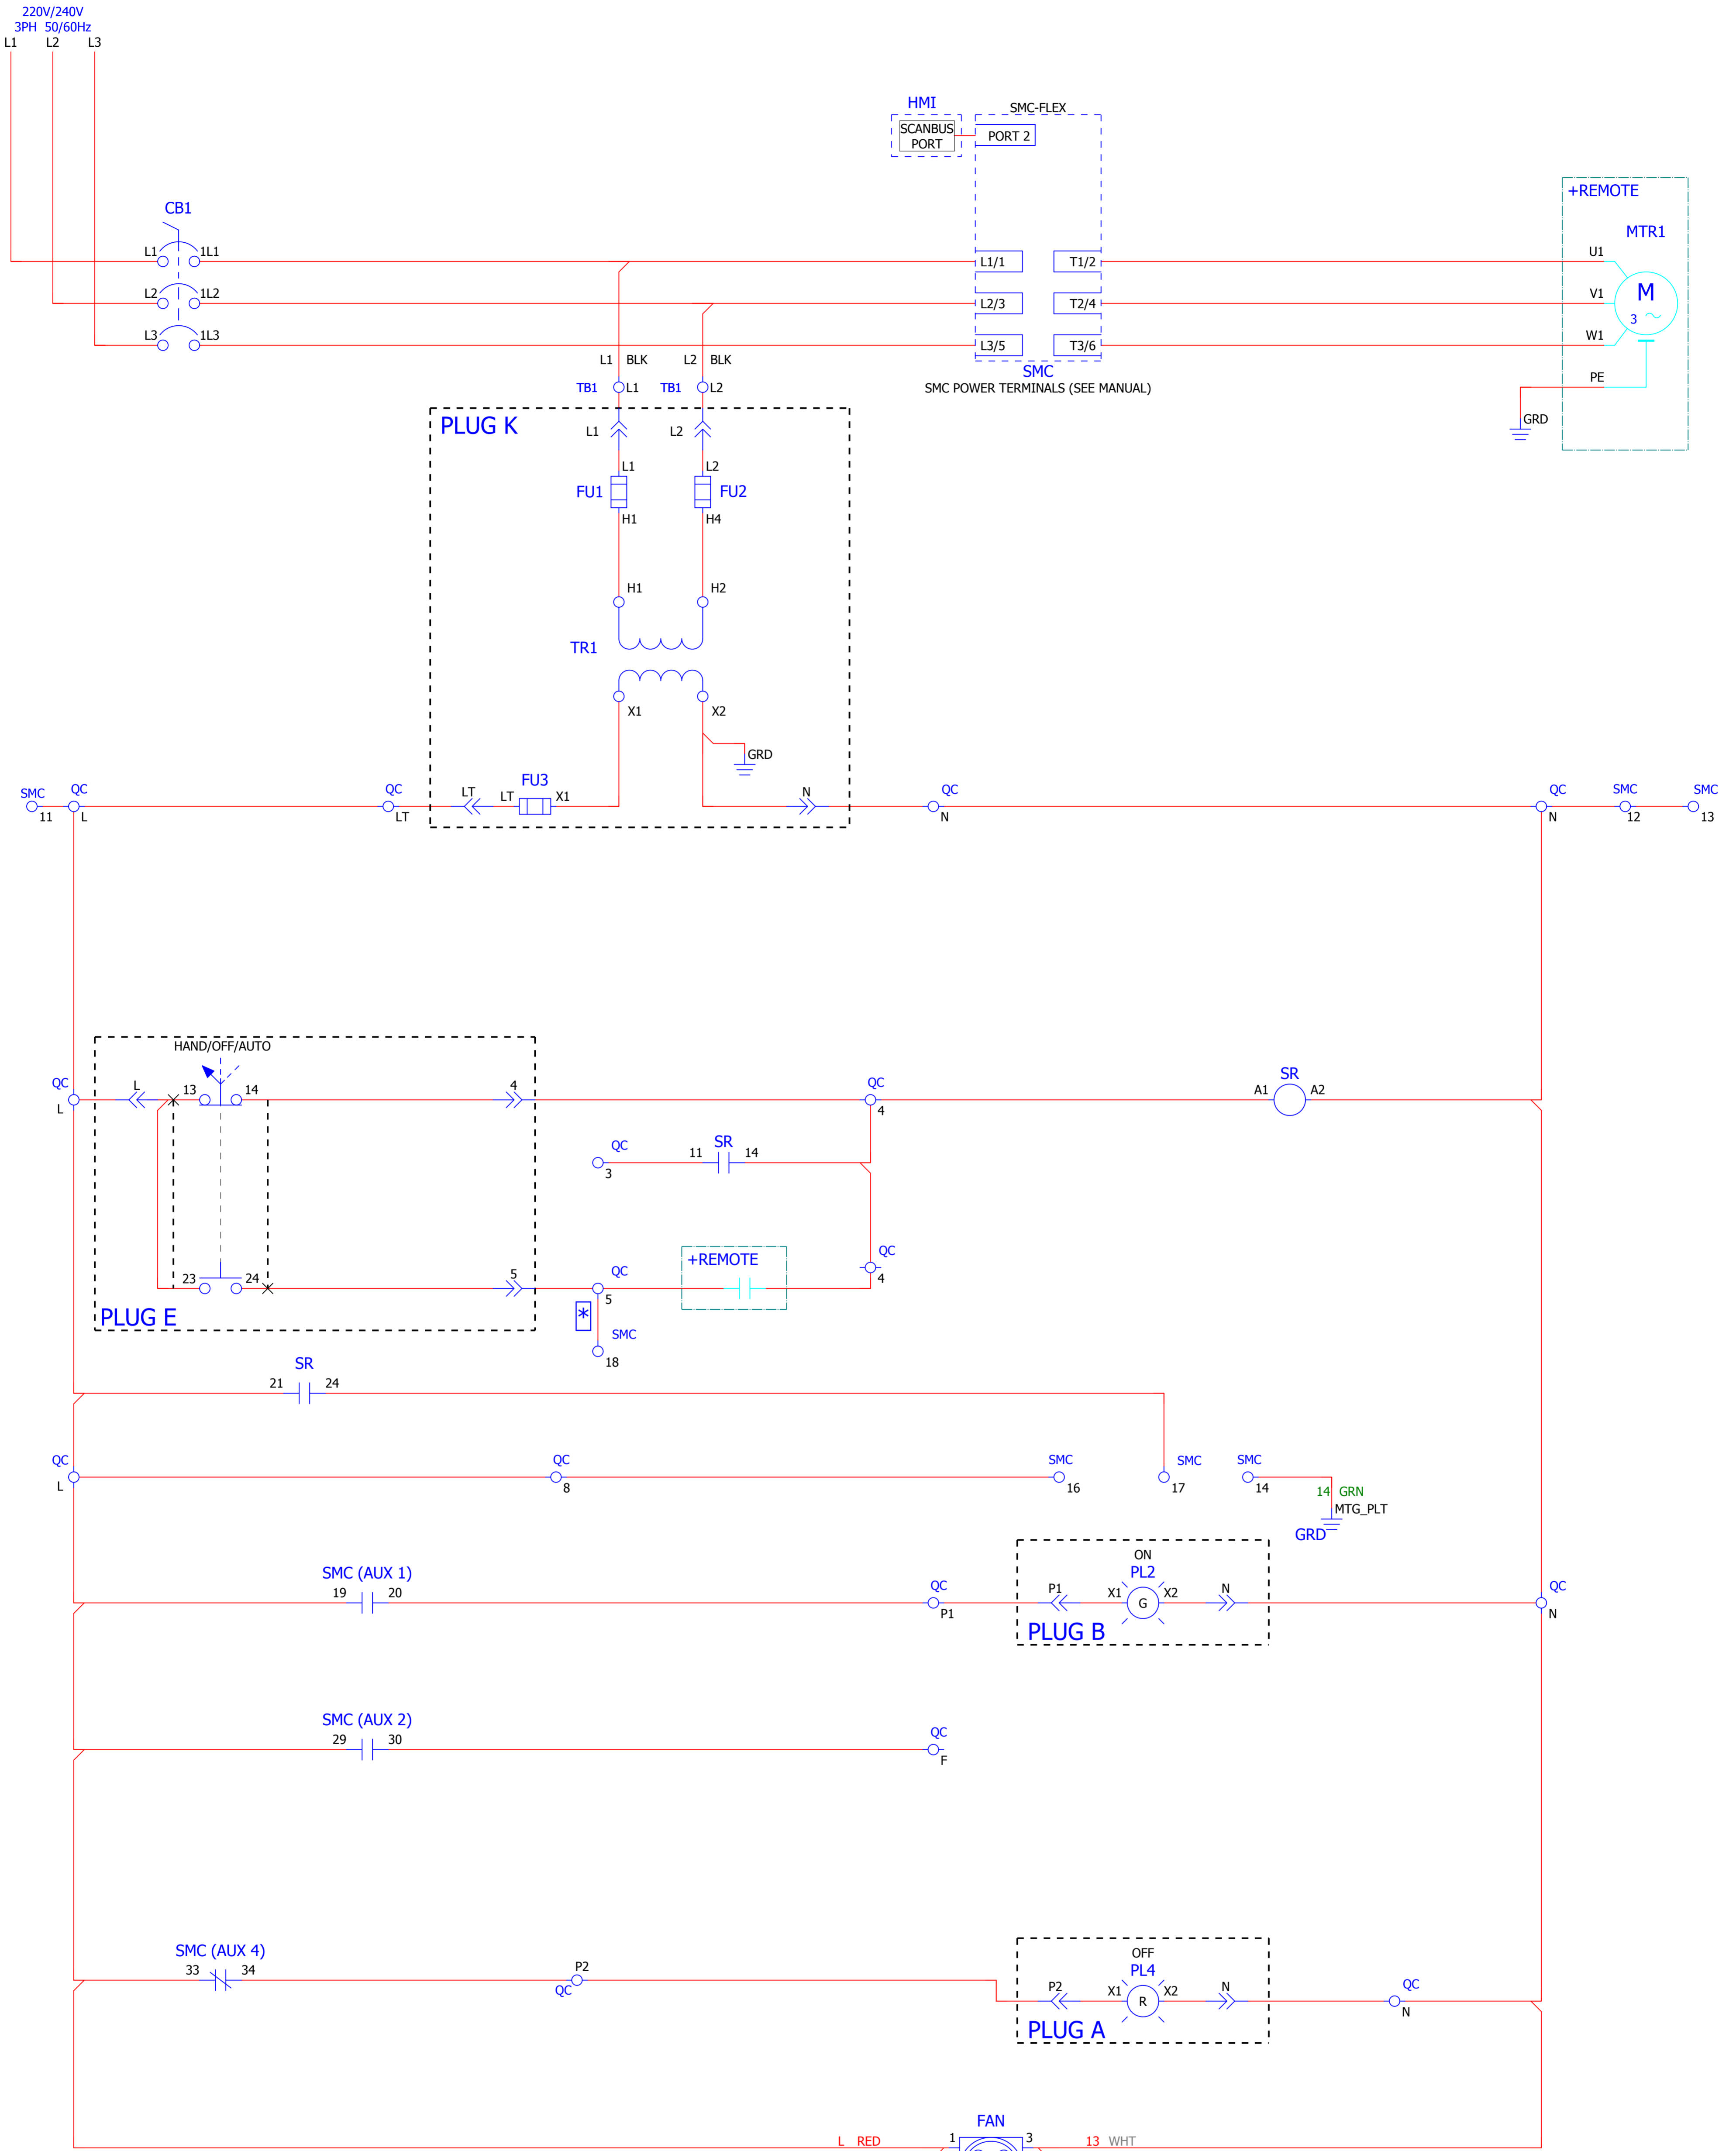 220V/240V
3PH 50/60Hz
L1 L2 L3
HMI
SMC-FLEX
SCANBUS
PORT
PORT 2
+REMOTE
CB1
MTR1
L1 1L1
L1/1 T1/2
U1
L2 1L2
L2/3 T2/4
V1
M
3
L3 1L3
L3/5 T3/6
W1
L1 BLK L2 BLK
SMC
PE
TB1 L1 TB1 L2
SMC POWER TERMINALS (SEE MANUAL)
PLUG K
L1 L2
GRD
L1 L2
FU1 FU2
H1 H4
H1 H2
TR1
X1 X2
GRD
FU3
SMC QC QC LT LT X1 N QC QC SMC SMC
11 L LT N N 12 13
HAND/OFF/AUTO
QC L 13 14 4 QC SR
L 4 A1 A2
QC 11 SR 14
3
+REMOTE QC
4
23 24 5 QC
5
PLUG E
*
SMC
18
SR
21 24
QC QC SMC SMC SMC
L 8 16 17 14
14 GRN
MTG_PLT
GRD
ON
SMC (AUX 1) PL2
19 20 QC P1 X1 G X2 N QC
P1 N
PLUG B
SMC (AUX 2)
29 30 QC
F
OFF
SMC (AUX 4) PL4
33 34 P2
QC
P2 X1 R X2 N QC
N
PLUG A
FAN
L RED 1 3 13 WHT